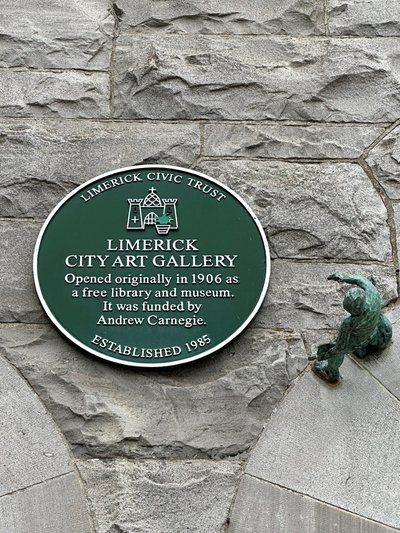 LIMERICK CIVIC TRUST
LIMERICK
CITY ART GALLERY
Opened originally in 1906 as
a free library and museum.
It was funded by
Andrew Carnegie.
ESTABLISHED 1985